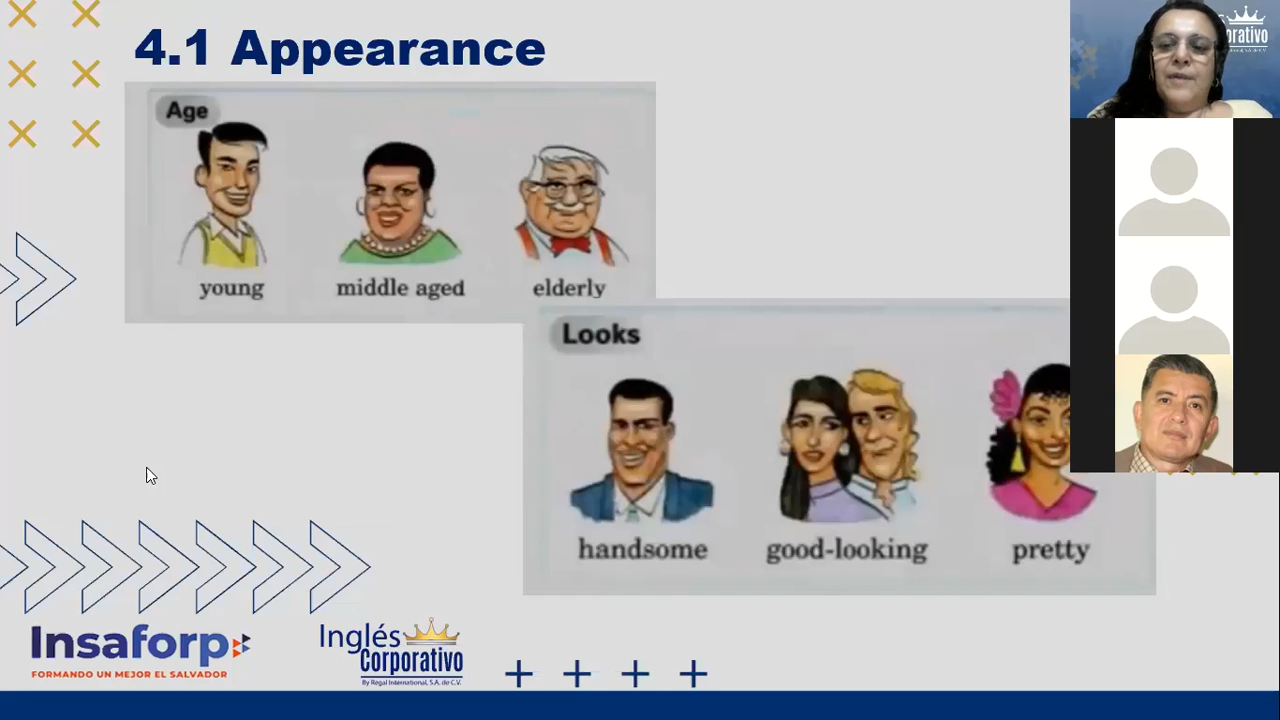 4.1 Appearance
Age
young middle aged elderly
Looks
handsome good-looking pretty
Insaforp
FORMANDO UN MEJOR EL SALVADOR
Inglés
Corporativo
By Regal International, S.A. de C.V.